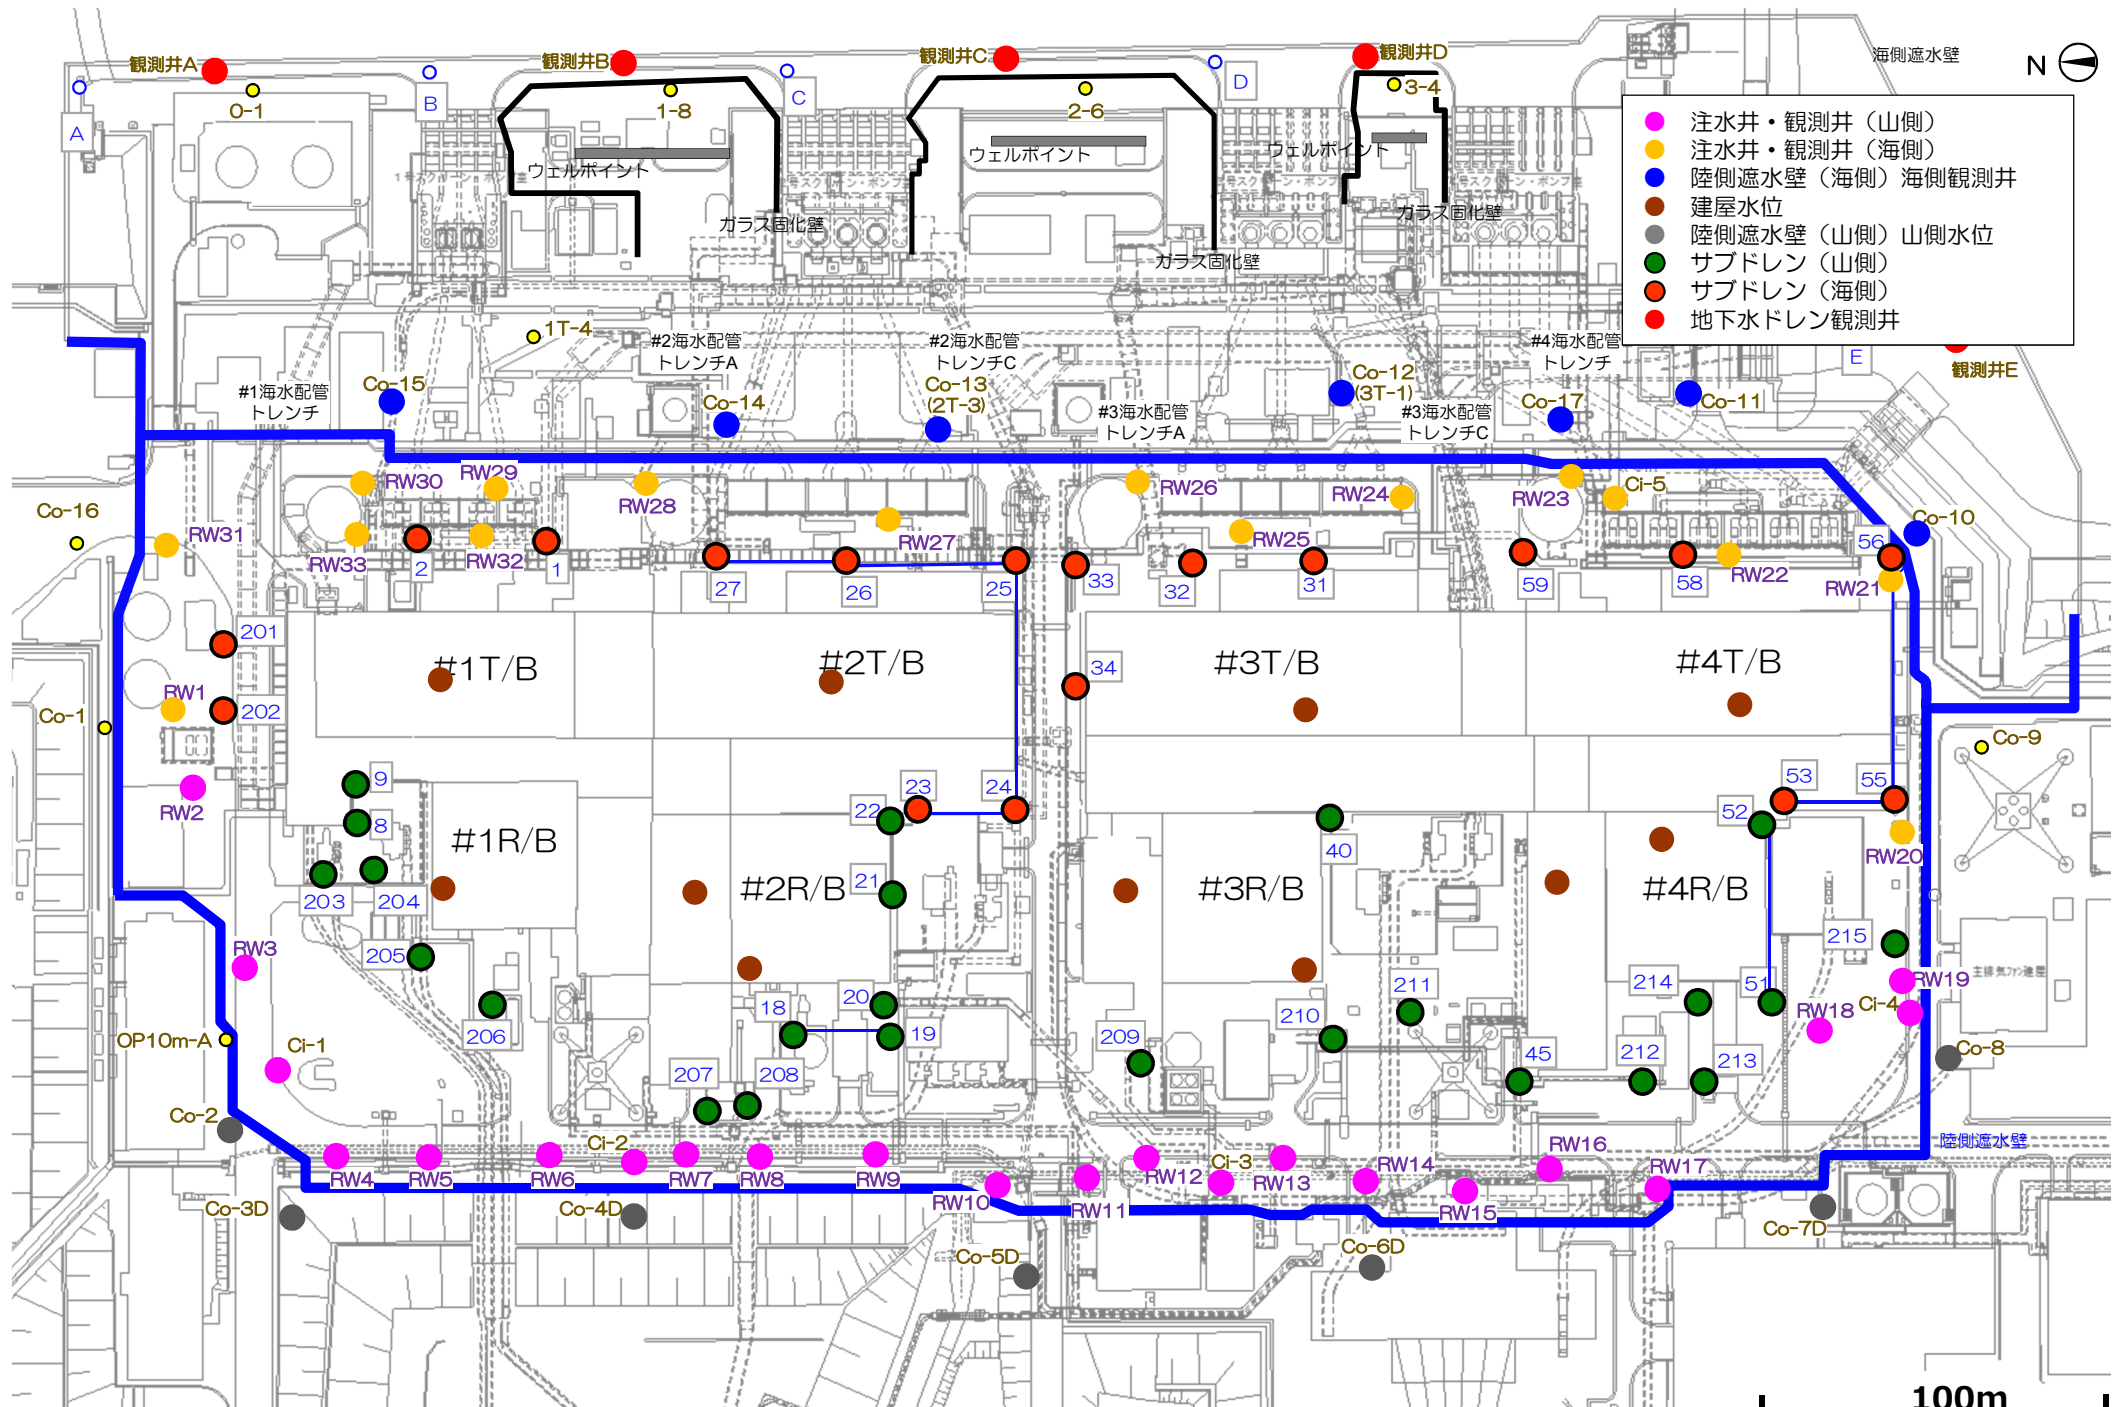 海側遮水壁
N
観測井A
観測井B
観測井C
観測井D
0-1
1-8
2-6
3-4
A
B
C
D
注水井・観測井（山側）
注水井・観測井（海側）
陸側遮水壁（海側）海側観測井
建屋水位
陸側遮水壁（山側）山側水位
サブドレン（山側）
サブドレン（海側）
地下水ドレン観測井
ウェルポイント
ウェルポイント
ウェルポイント
ガラス固化壁
ガラス固化壁
ガラス固化壁
1T-4
#2海水配管
トレンチA
#2海水配管
トレンチC
#4海水配管
トレンチ
E
観測井E
#1海水配管
トレンチ
Co-15
Co-14
Co-13
(2T-3)
Co-12
(3T-1)
#3海水配管
トレンチA
#3海水配管
トレンチC
Co-17
Co-11
RW30
RW29
RW28
RW26
RW24
RW23
Ci-5
Co-16
RW31
RW33
2
RW32
1
RW27
RW25
RW22
56
Co-10
RW21
27
26
25
33
32
31
59
58
201
202
RW1
Co-1
#1T/B
#2T/B
34
#3T/B
#4T/B
Co-9
RW2
9
8
22
23
24
40
52
53
55
#1R/B
#2R/B
21
#3R/B
#4R/B
RW20
203
204
205
215
RW3
206
主排気ファン建屋
RW19
Ci-4
RW18
OP10m-A
Ci-1
18
20
19
209
210
211
214
51
45
212
213
Co-8
207
208
Co-2
Ci-2
陸側遮水壁
RW4
RW5
RW6
RW7
RW8
RW9
RW10
RW11
RW12
Ci-3
RW13
RW14
RW15
RW16
RW17
Co-3D
Co-4D
Co-5D
Co-6D
Co-7D
100m